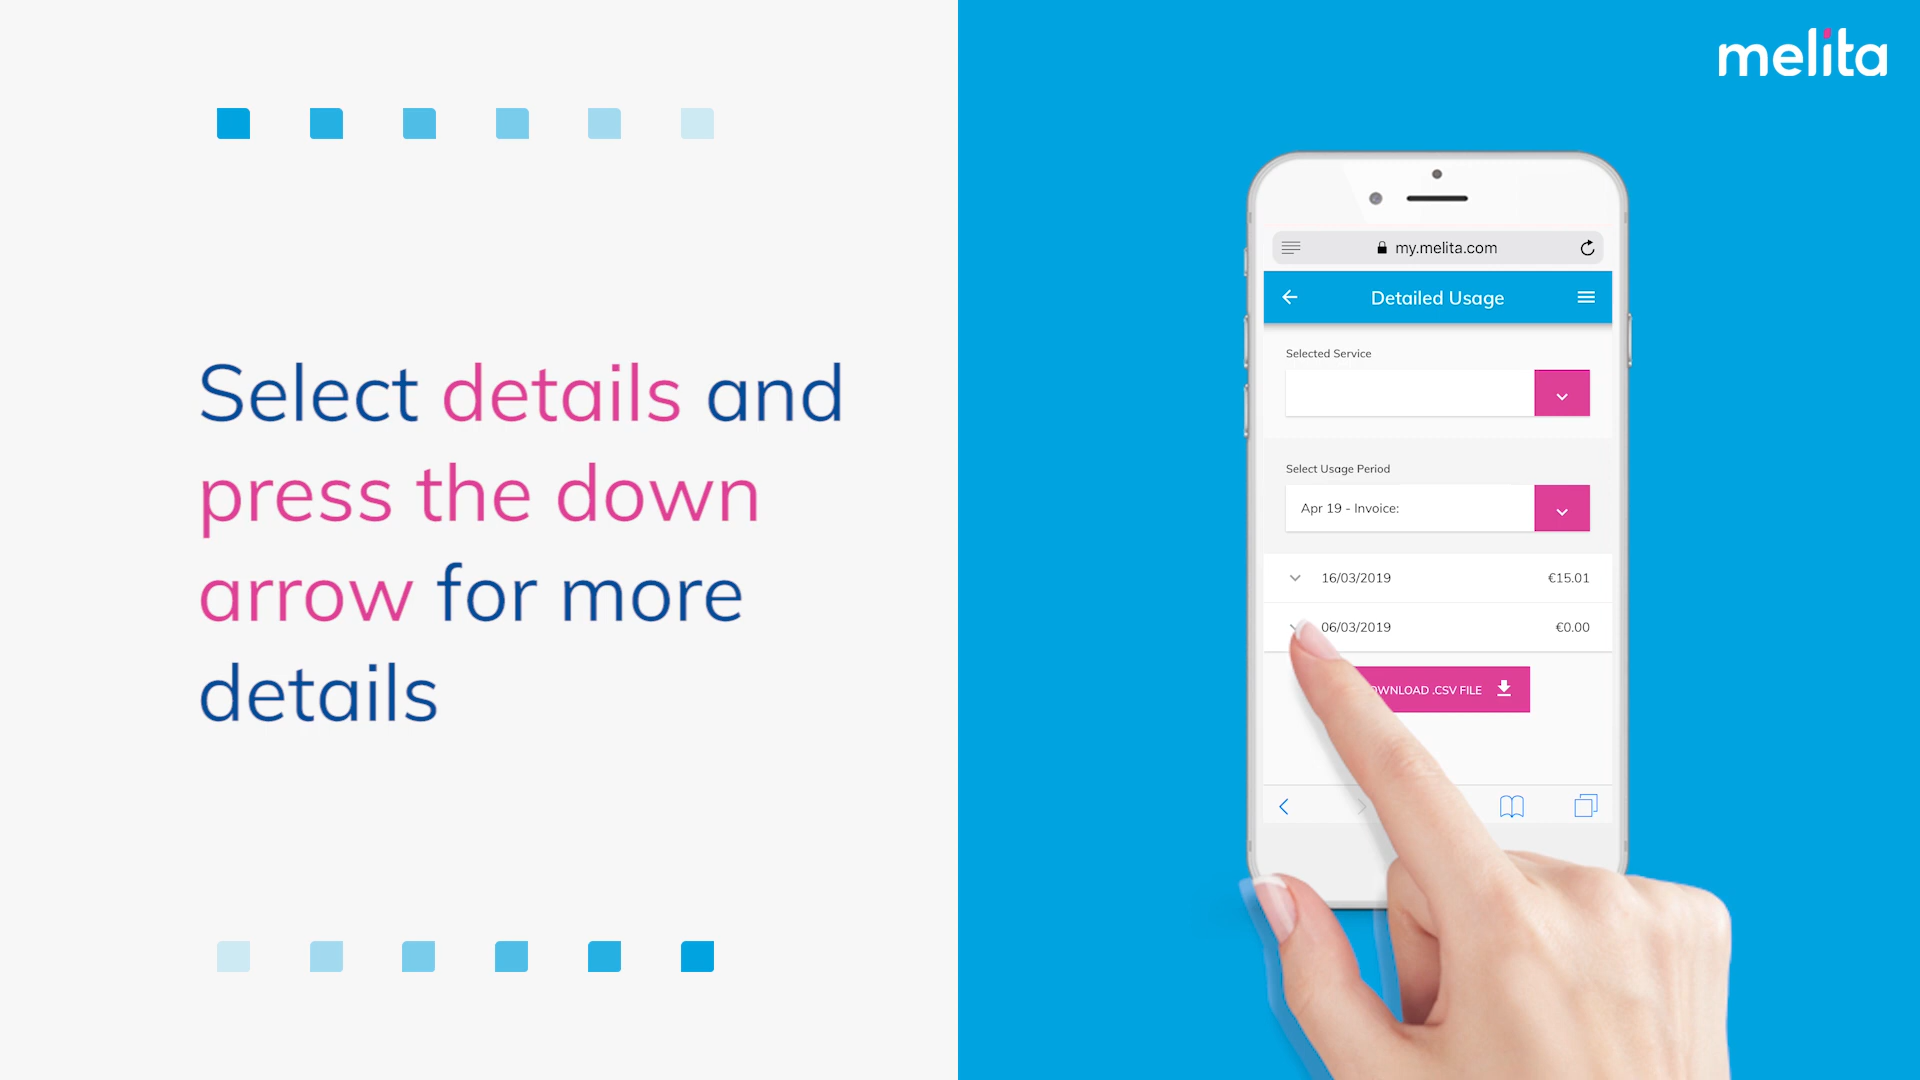 Select details and
press the down
arrow for more
details
melita
my.melita.com
Detailed Usage
Selected Service
Select Usage Period
Apr 19 - Invoice:
16/03/2019 €15.01
06/03/2019 €0.00
.CSV FILE